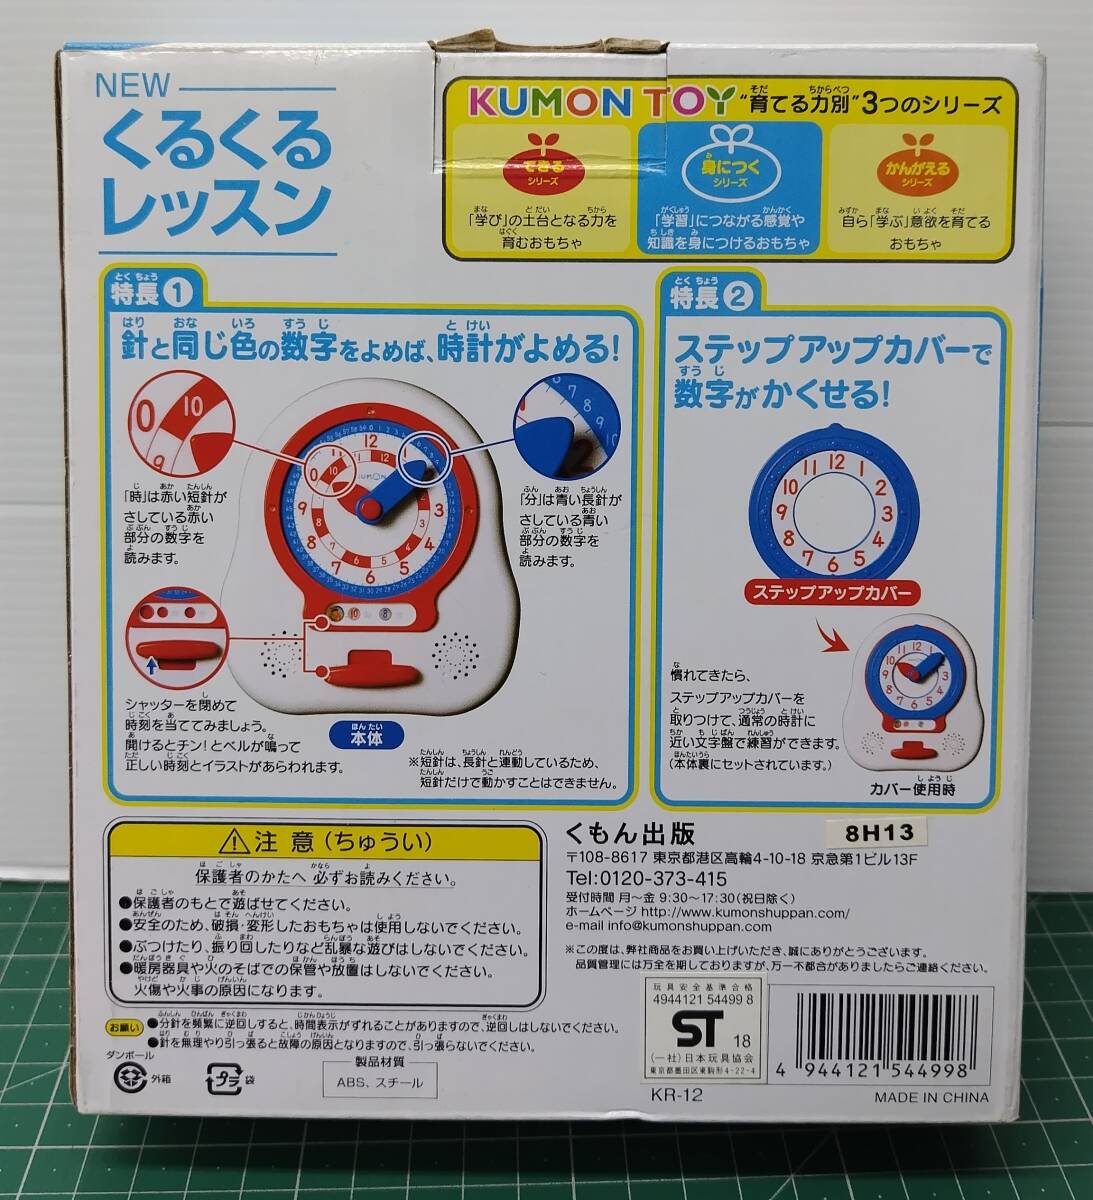 NEW
くるくる
レッスン
KUMON TOY "育てる力別"3つのシリーズ
できる
シリーズ
「学び」の土台となる力を
育むおもちゃ
身につく
シリーズ
「学習」につながる感覚や
知識を身につけるおもちゃ
かんがえる
シリーズ
自ら「学ぶ」意欲を育てる
おもちゃ
特長1
針と同じ色の数字をよめば、時計がよめる!
「時」は赤い短針が
さしている赤い
部分の数字を
読みます。
「分」は青い長針が
さしている青い
部分の数字を
読みます。
シャッターを閉めて
時刻を当ててみましょう。
開けるとチン!とベルが鳴って
正しい時刻とイラストがあらわれます。
本体
※短針は、長針と連動しているため、
短針だけで動かすことはできません。
特長2
ステップアップカバーで
数字がかくせる!
ステップアップカバー
慣れてきたら、
ステップアップカバーを
取りつけて、通常の時計に
近い文字盤で練習ができます。
(本体裏にセットされています。)
カバー使用時
注意(ちゅうい)
保護者のかたへ 必ずお読みください。
●保護者のもとで遊ばせてください。
●安全のため、破損・変形したおもちゃは使用しないでください。
●ぶつけたり、振り回したりなど乱暴な遊びはしないでください。
●暖房器具や火のそばでの保管や放置はしないでください。
火傷や火事の原因になります。
お願い
●分針を頻繁に逆回しすると、時間表示がずれることがありますので、逆回しはしないでください。
●針を無理やり引っ張ると故障の原因となりますので、引っ張らないでください。
ダンボール
外箱
プラ
袋
製品材質
ABS、スチール
くもん出版
8H13
〒108-8617 東京都港区高輪4-10-18 京急第1ビル13F
Tel:0120-373-415
受付時間 月〜金 9:30〜17:30(祝日除く)
ホームページ http://www.kumonshuppan.com/
e-mail info@kumonshuppan.com
※この度は、弊社商品をお買い上げいただき、誠にありがとうございます。
品質管理には万全を期しておりますが、万一不都合がありましたらご連絡ください。
玩具安全基準合格
4944121 54499 8
ST 18
(一社)日本玩具協会
東京都墨田区東駒形4-22-4
KR-12
4 944121 544998
MADE IN CHINA